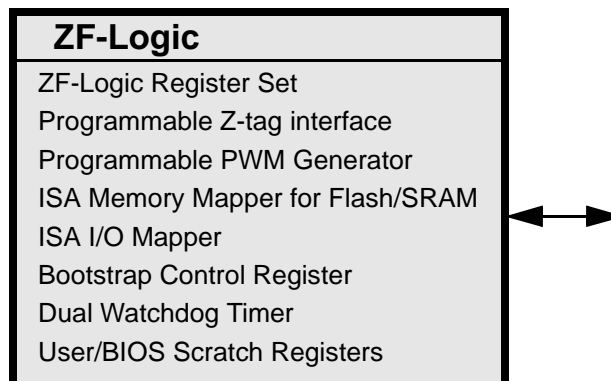 ZF-Logic
ZF-Logic Register Set
Programmable Z-tag interface
Programmable PWM Generator
ISA Memory Mapper for Flash/SRAM
ISA I/O Mapper
Bootstrap Control Register
Dual Watchdog Timer
User/BIOS Scratch Registers